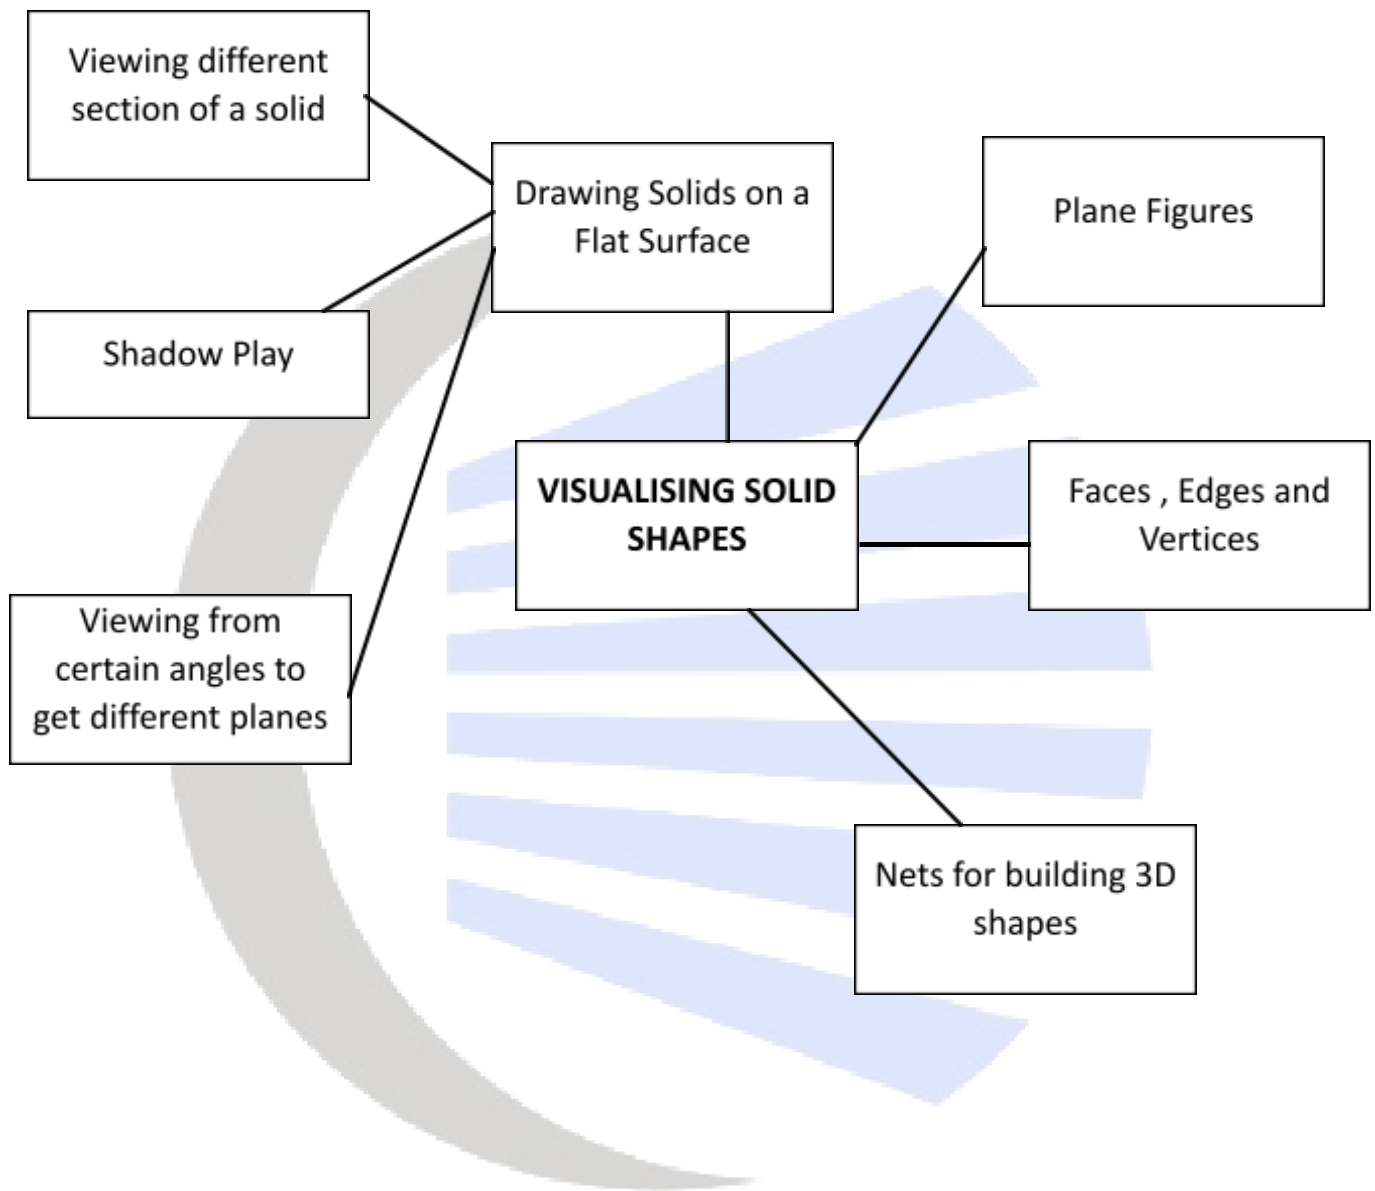 Viewing different
section of a solid
Drawing Solids on a
Flat Surface
Plane Figures
Shadow Play
VISUALISING SOLID
SHAPES
Faces , Edges and
Vertices
Viewing from
certain angles to
get different planes
Nets for building 3D
shapes